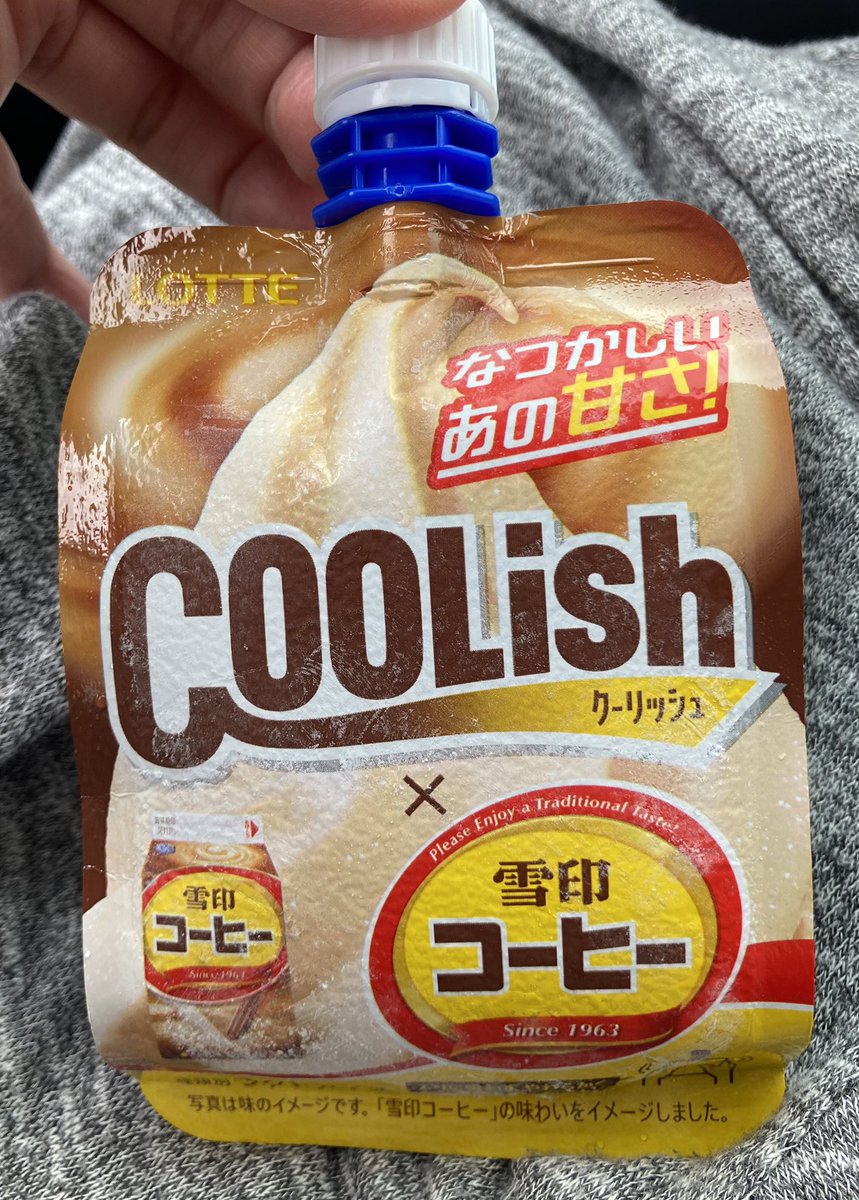 LOTTE
なつかしい
あの甘さ!
COOLish
クーリッシュ
×
Please Enjoy a Traditional Taste!
雪印
コーヒー
Since 1963
雪印
コーヒー
Since 1963
写真は味のイメージです。「雪印コーヒー」の味わいをイメージしました。